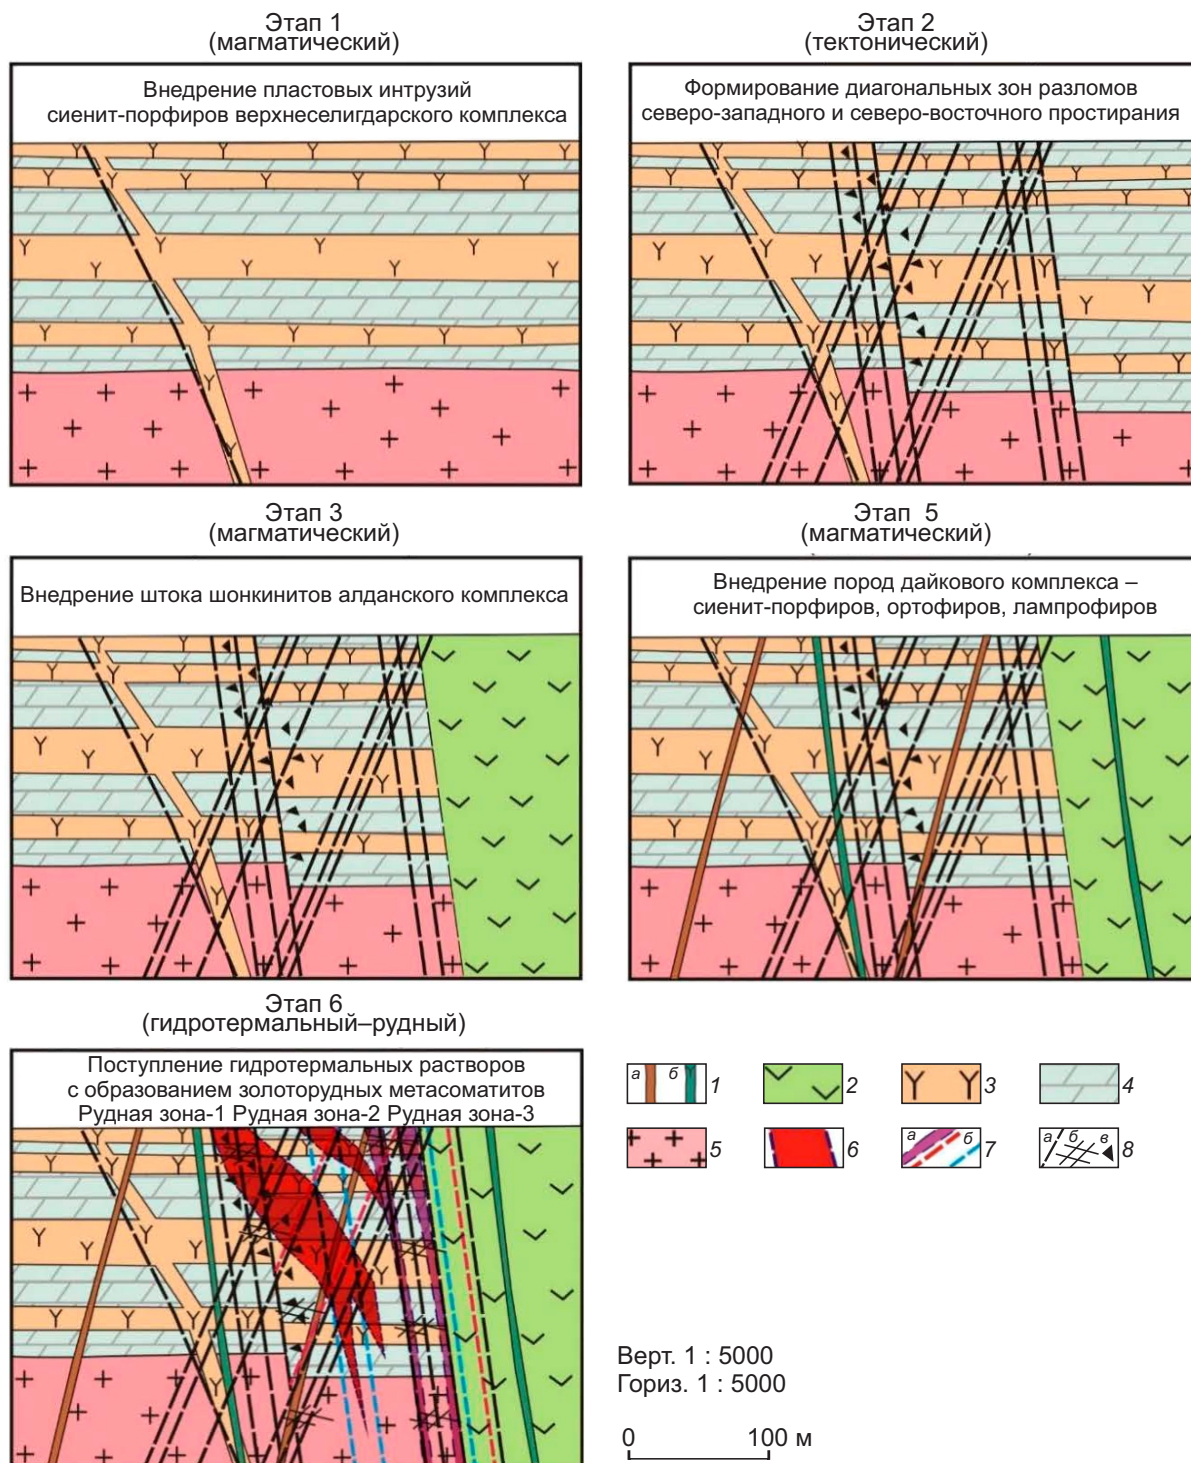 Этап 1
(магматический)
Внедрение пластовых интрузий
сиенит-порфиров верхнеселигдарского комплекса
Этап 2
(тектонический)
Формирование диагональных зон разломов
северо-западного и северо-восточного простирания
Этап 3
(магматический)
Внедрение штока шонкинитов алданского комплекса
Этап 5
(магматический)
Внедрение пород дайкового комплекса –
сиенит-порфиров, ортофиров, лампрофиров
Этап 6
(гидротермальный–рудный)
Поступление гидротермальных растворов
с образованием золоторудных метасоматитов
Рудная зона-1 Рудная зона-2 Рудная зона-3
а б 1
2
3
4
5
6
а б 7
а б в 8
Верт. 1 : 5000
Гориз. 1 : 5000
0 100 м